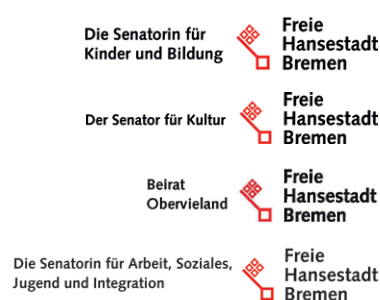 Die Senatorin für
Kinder und Bildung
Freie
Hansestadt
Bremen
Der Senator für Kultur
Freie
Hansestadt
Bremen
Beirat
Obervieland
Freie
Hansestadt
Bremen
Die Senatorin für Arbeit, Soziales,
Jugend und Integration
Freie
Hansestadt
Bremen